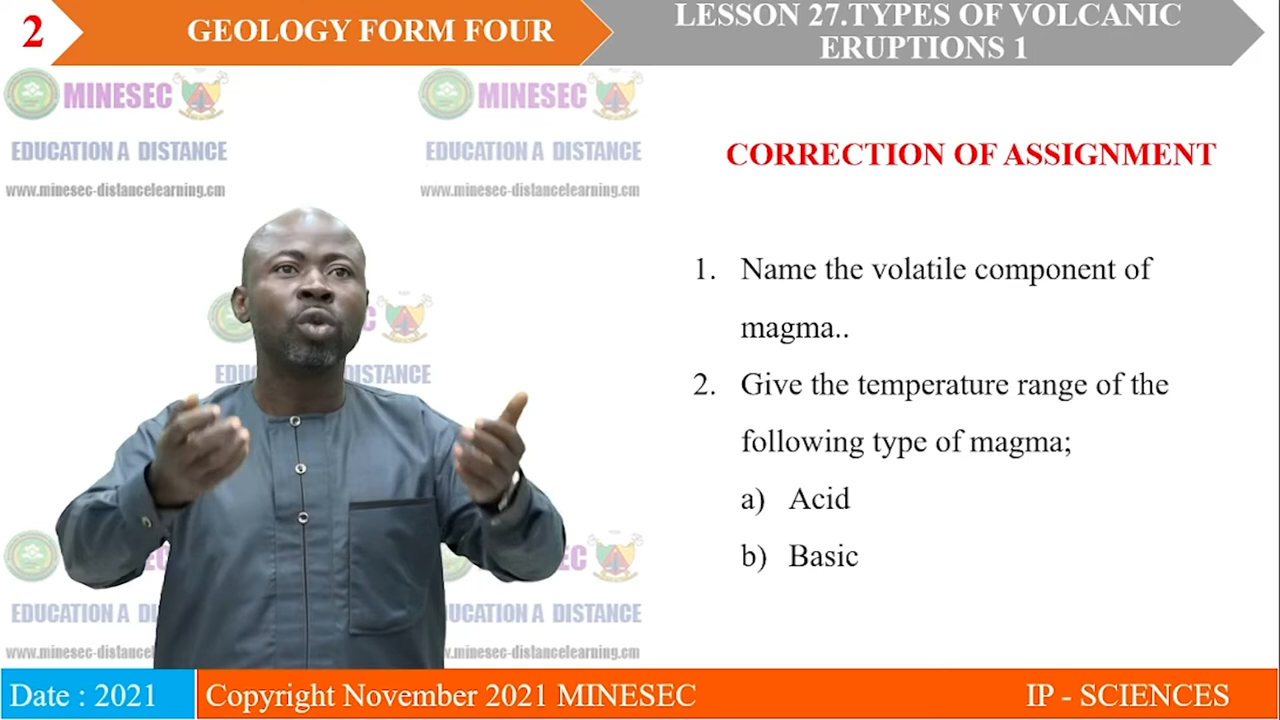 2
GEOLOGY FORM FOUR
LESSON 27.TYPES OF VOLCANIC
ERUPTIONS 1
MINESEC
MINESEC
EDUCATION A DISTANCE
EDUCATION A DISTANCE
www.minesec-distancelearning.cm
www.minesec-distancelearning.cm
CORRECTION OF ASSIGNMENT
1. Name the volatile component of
magma..
2. Give the temperature range of the
following type of magma;
a) Acid
b) Basic
Date : 2021
Copyright November 2021 MINESEC
IP - SCIENCES